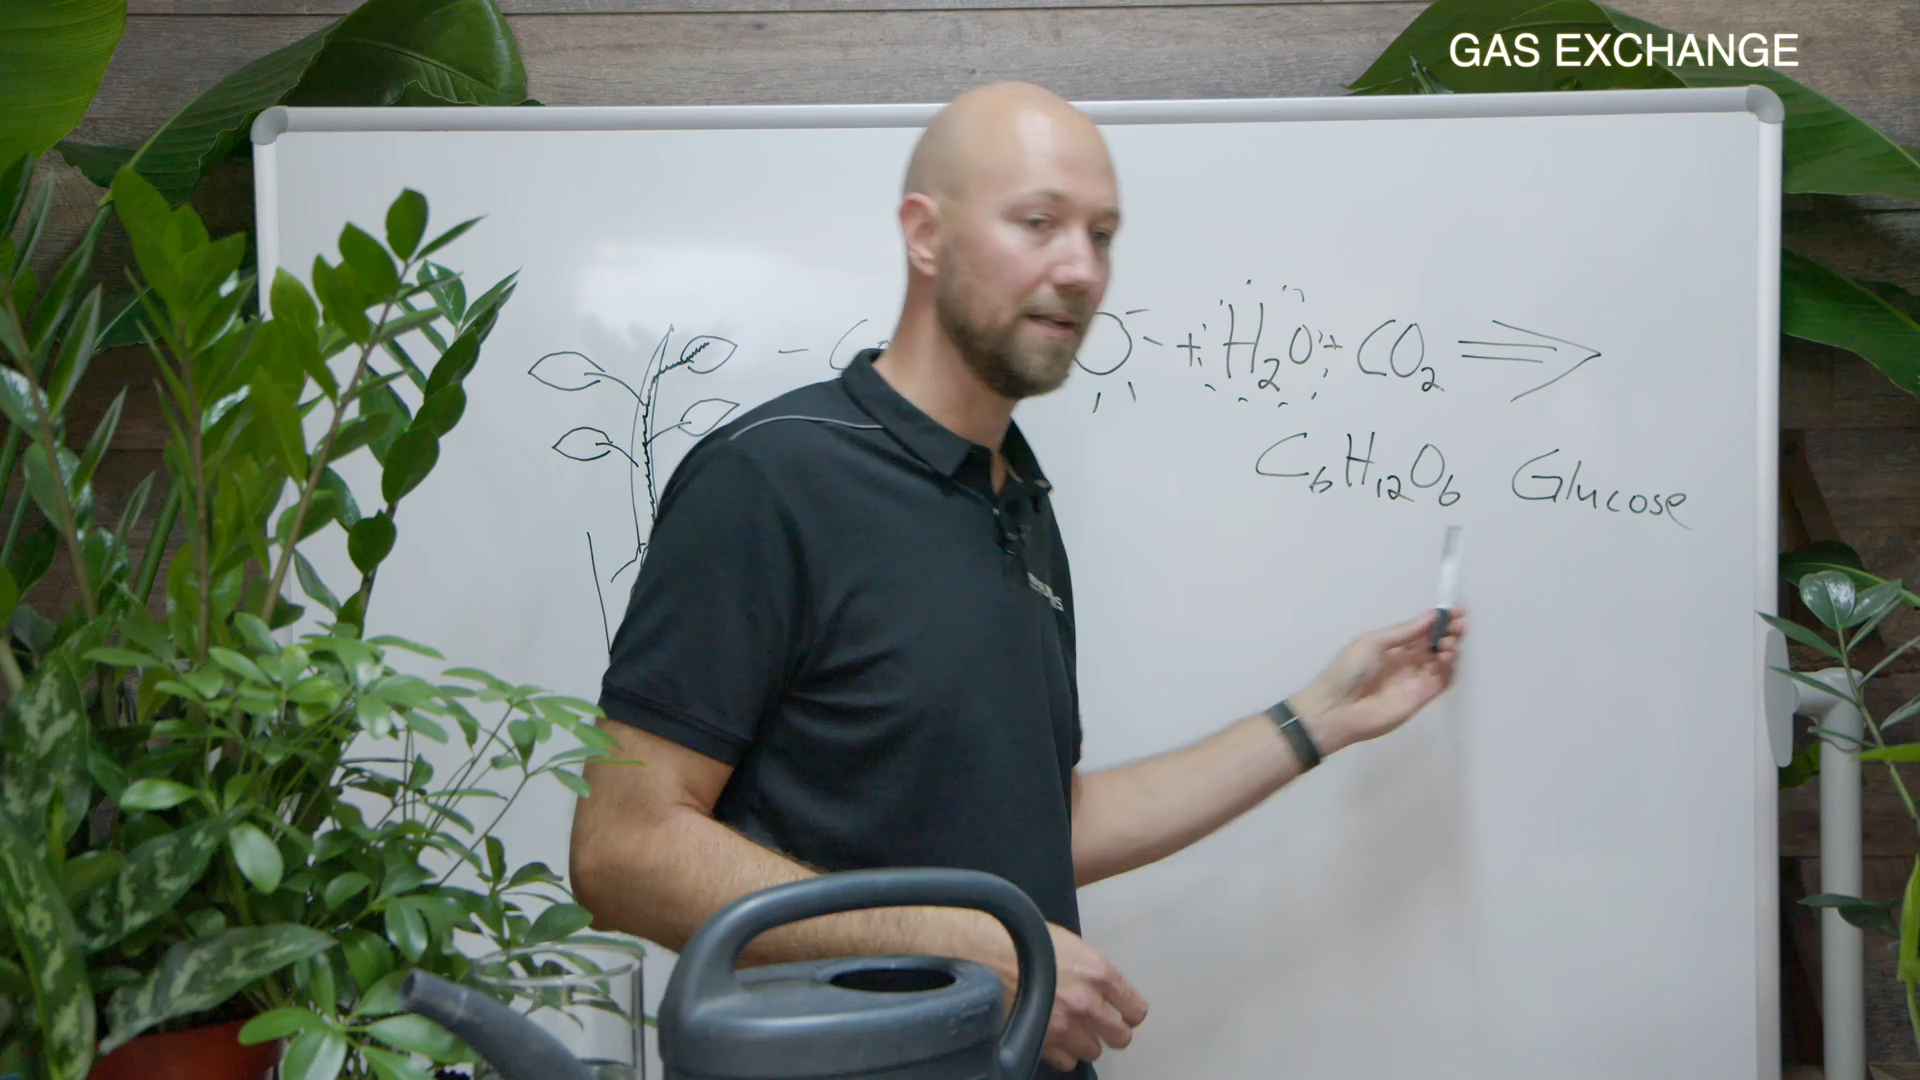 GAS EXCHANGE
+ H₂O + CO₂
C₆H₁₂O₆ Glucose